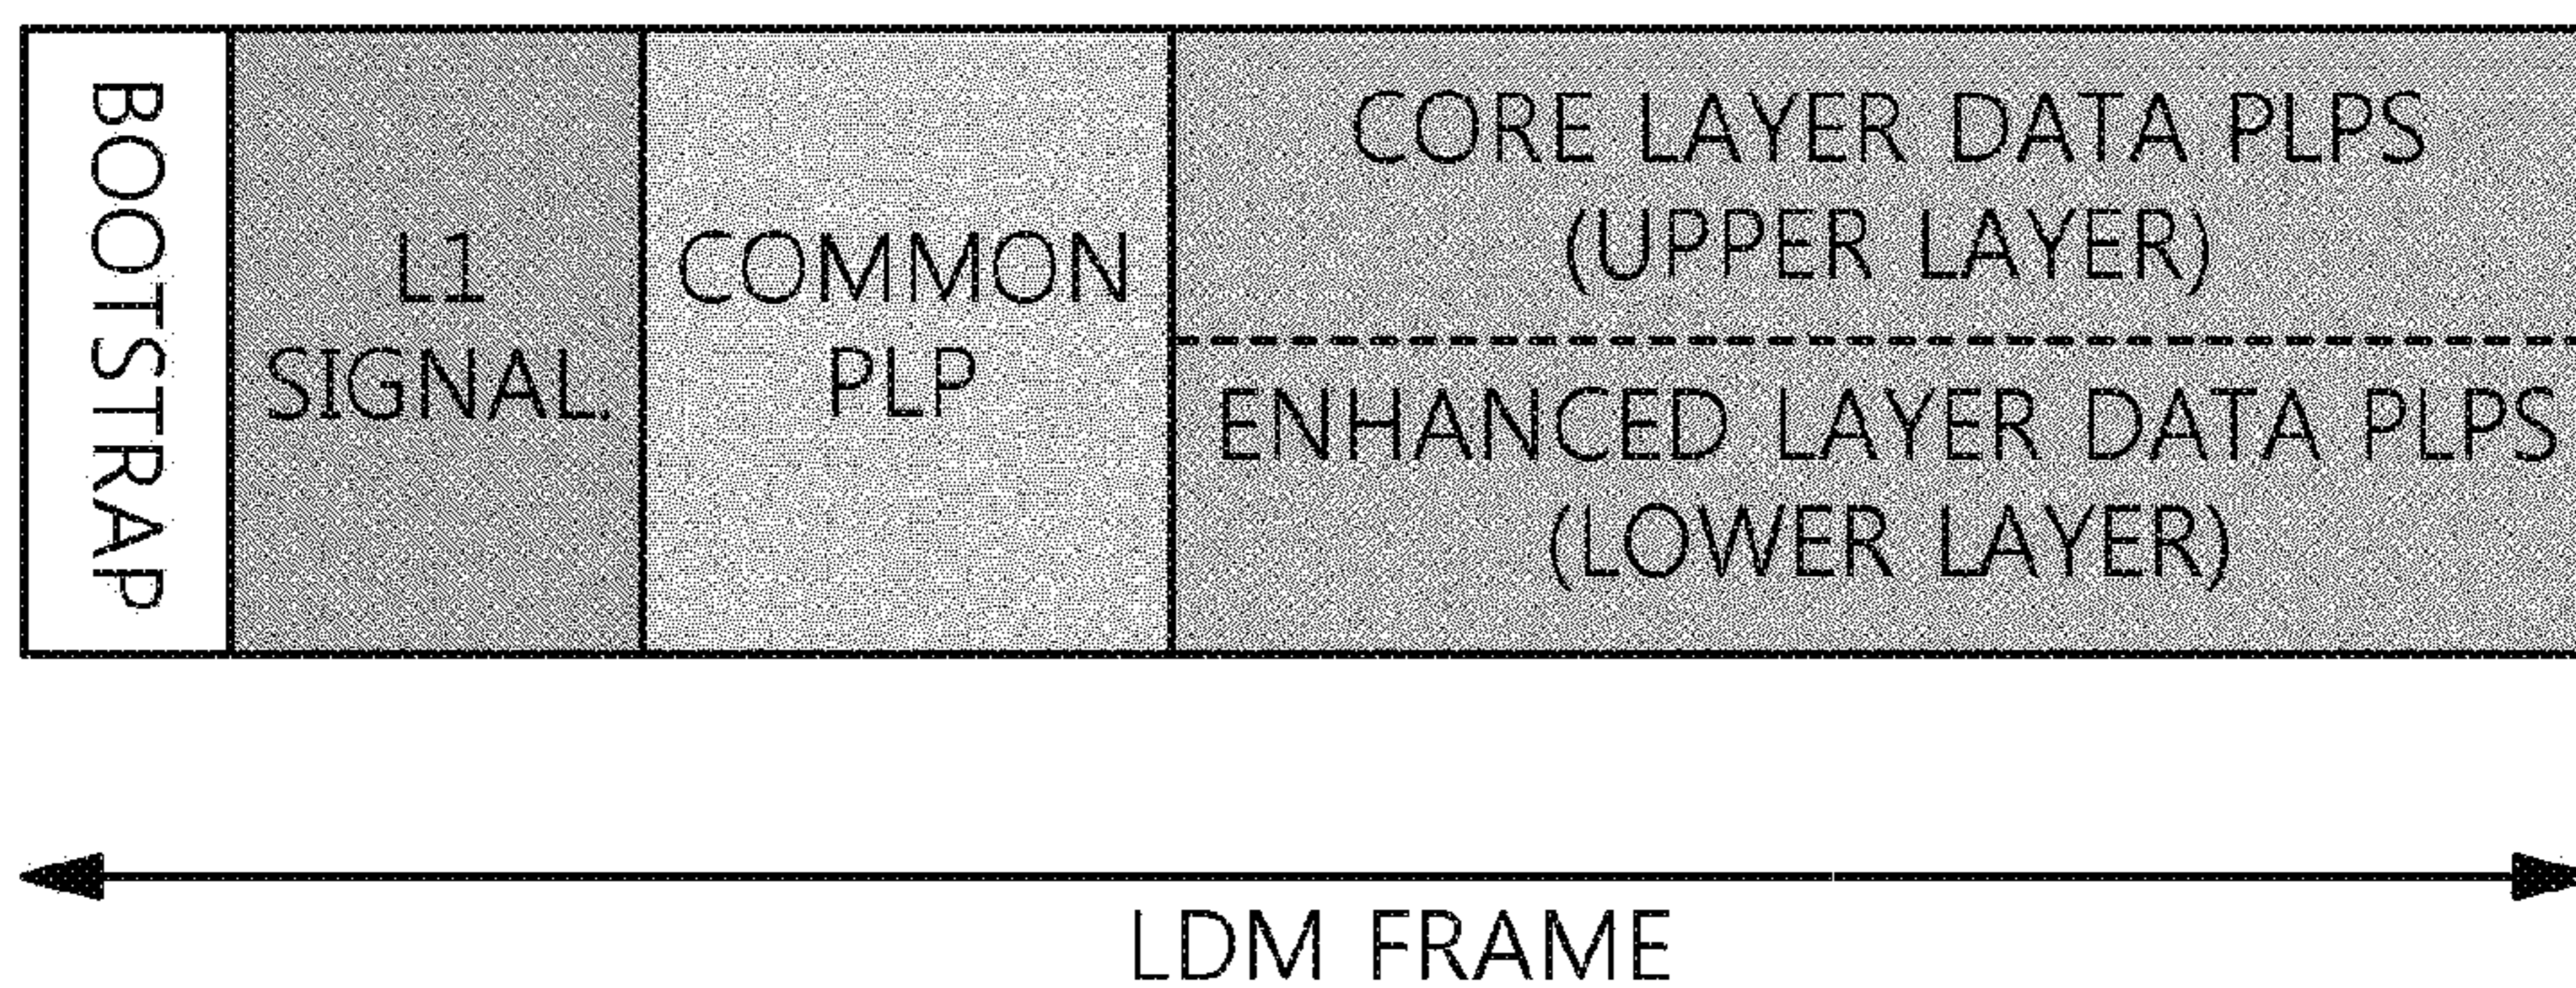 BOOTSTRAP
L1
SIGNAL.
COMMON
PLP
CORE LAYER DATA PLPS
(UPPER LAYER)
ENHANCED LAYER DATA PLPS
(LOWER LAYER)
LDM FRAME